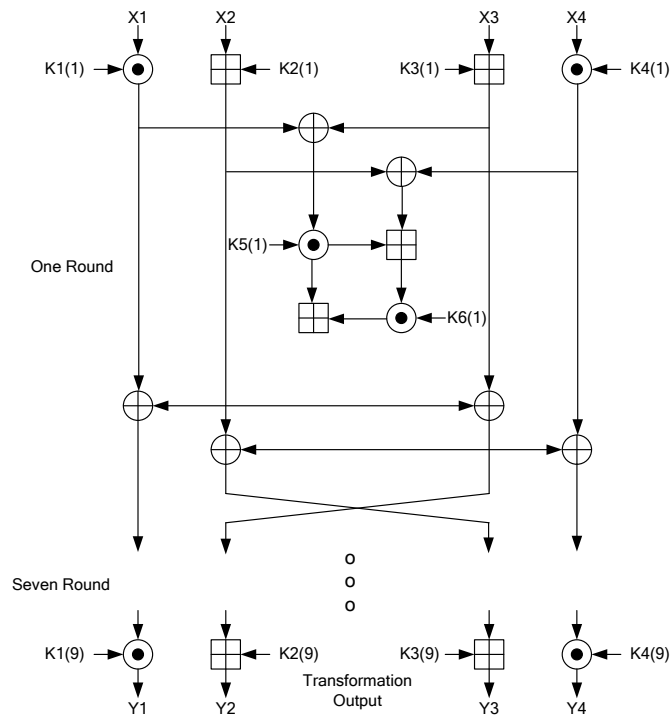 X1 X2 X3 X4
K1(1) K2(1) K3(1) K4(1)
K5(1)
One Round
K6(1)
o
o
o
Seven Round
K1(9) K2(9) K3(9) K4(9)
Transformation
Output
Y1 Y2 Y3 Y4